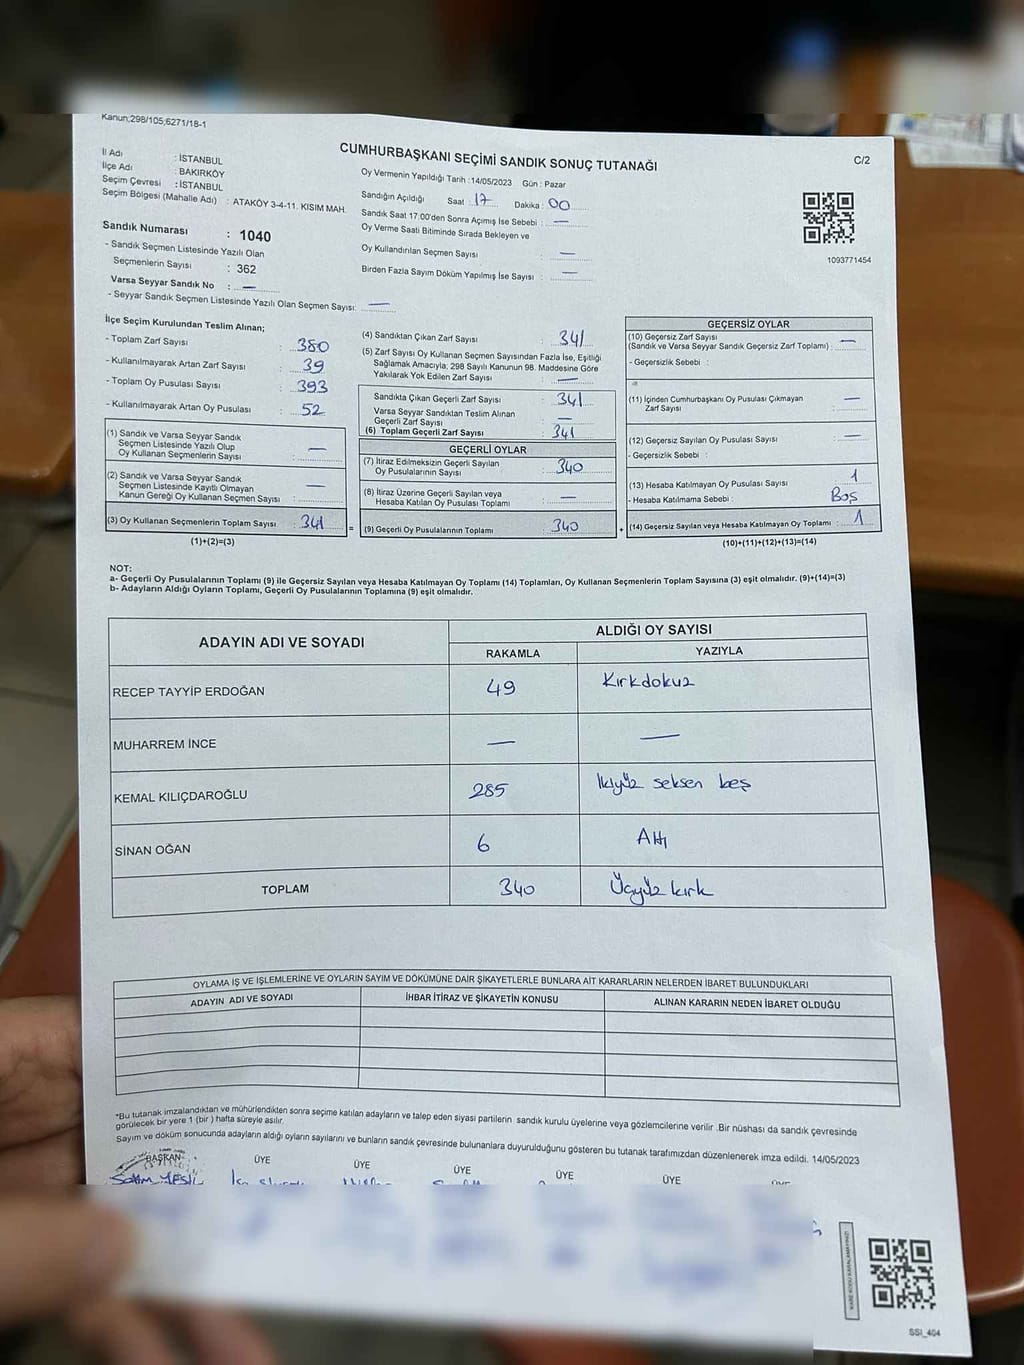 Kanun;298/105;6271/18-1
CUMHURBAŞKANI SEÇİMİ SANDIK SONUÇ TUTANAĞI
C/2
İl Adı : İSTANBUL
İlçe Adı : BAKIRKÖY
Seçim Çevresi : İSTANBUL
Seçim Bölgesi (Mahalle Adı) : ATAKÖY 3-4-11. KISIM MAH.
Oy Vermenin Yapıldığı Tarih :14/05/2023 Gün : Pazar
Sandığın Açıldığı Saat 17 Dakika : 00
Sandık Saat 17:00'den Sonra Açımış İse Sebebi : —
Oy Verme Saati Bitiminde Sırada Bekleyen ve
Oy Kullandırılan Seçmen Sayısı : —
Birden Fazla Sayım Döküm Yapılmış İse Sayısı : —
1093771454
Sandık Numarası : 1040
- Sandık Seçmen Listesinde Yazılı Olan
Seçmenlerin Sayısı : 362
Varsa Seyyar Sandık No : —
- Seyyar Sandık Seçmen Listesinde Yazılı Olan Seçmen Sayısı: —
İlçe Seçim Kurulundan Teslim Alınan;
- Toplam Zarf Sayısı : 380
- Kullanılmayarak Artan Zarf Sayısı : 39
- Toplam Oy Pusulası Sayısı : 393
- Kullanılmayarak Artan Oy Pusulası : 52
(1) Sandık ve Varsa Seyyar Sandık
Seçmen Listesinde Yazılı Olup
Oy Kullanan Seçmenlerin Sayısı : —
(2) Sandık ve Varsa Seyyar Sandık
Seçmen Listesinde Kayıtlı Olmayan
Kanun Gereği Oy Kullanan Seçmen Sayısı : —
(3) Oy Kullanan Seçmenlerin Toplam Sayısı : 341
(1)+(2)=(3)
(4) Sandıktan Çıkan Zarf Sayısı : 341
(5) Zarf Sayısı Oy Kullanan Seçmen Sayısından Fazla İse, Eşitliği
Sağlamak Amacıyla; 298 Sayılı Kanunun 98. Maddesine Göre
Yakılarak Yok Edilen Zarf Sayısı : —
Sandıkta Çıkan Geçerli Zarf Sayısı : 341
Varsa Seyyar Sandıktan Teslim Alınan
Geçerli Zarf Sayısı : —
(6) Toplam Geçerli Zarf Sayısı : 341
GEÇERLİ OYLAR
(7) İtiraz Edilmeksizin Geçerli Sayılan
Oy Pusulalarının Sayısı : 340
(8) İtiraz Üzerine Geçerli Sayılan veya
Hesaba Katılan Oy Pusulası Toplamı : —
= (9) Geçerli Oy Pusulalarının Toplamı : 340 +
GEÇERSİZ OYLAR
(10) Geçersiz Zarf Sayısı
(Sandık ve Varsa Seyyar Sandık Geçersiz Zarf Toplamı) : —
- Geçersizlik Sebebi :
(11) İçinden Cumhurbaşkanı Oy Pusulası Çıkmayan
Zarf Sayısı : —
(12) Geçersiz Sayılan Oy Pusulası Sayısı : —
- Geçersizlik Sebebi :
(13) Hesaba Katılmayan Oy Pusulası Sayısı : 1
- Hesaba Katılmama Sebebi : Boş
(14) Geçersiz Sayılan veya Hesaba Katılmayan Oy Toplamı : 1
(10)+(11)+(12)+(13)=(14)
NOT:
a- Geçerli Oy Pusulalarının Toplamı (9) ile Geçersiz Sayılan veya Hesaba Katılmayan Oy Toplamı (14) Toplamları, Oy Kullanan Seçmenlerin Toplam Sayısına (3) eşit olmalıdır. (9)+(14)=(3)
b- Adayların Aldığı Oyların Toplamı, Geçerli Oy Pusulalarının Toplamına (9) eşit olmalıdır.
ADAYIN ADI VE SOYADI ALDIĞI OY SAYISI
RAKAMLA YAZIYLA
RECEP TAYYİP ERDOĞAN 49 Kırkdokuz
MUHARREM İNCE — —
KEMAL KILIÇDAROĞLU 285 İkiyüz seksen beş
SİNAN OĞAN 6 Altı
TOPLAM 340 Üçyüz kırk
OYLAMA İŞ VE İŞLEMLERİNE VE OYLARIN SAYIM VE DÖKÜMÜNE DAİR ŞİKAYETLERLE BUNLARA AİT KARARLARIN NELERDEN İBARET BULUNDUKLARI
ADAYIN ADI VE SOYADI İHBAR İTİRAZ VE ŞİKAYETİN KONUSU ALINAN KARARIN NEDEN İBARET OLDUĞU
*Bu tutanak imzalandıktan ve mühürlendikten sonra seçime katılan adayların ve talep eden siyasi partilerin sandık kurulu üyelerine veya gözlemcilerine verilir .Bir nüshası da sandık çevresinde
görülecek bir yere 1 (bir ) hafta süreyle asılır.
Sayım ve döküm sonucunda adayların aldığı oyların sayılarını ve bunların sandık çevresinde bulunanlara duyurulduğunu gösteren bu tutanak tarafımızdan düzenlenerek imza edildi. 14/05/2023
BAŞKAN ÜYE ÜYE ÜYE ÜYE ÜYE
SSİ_404